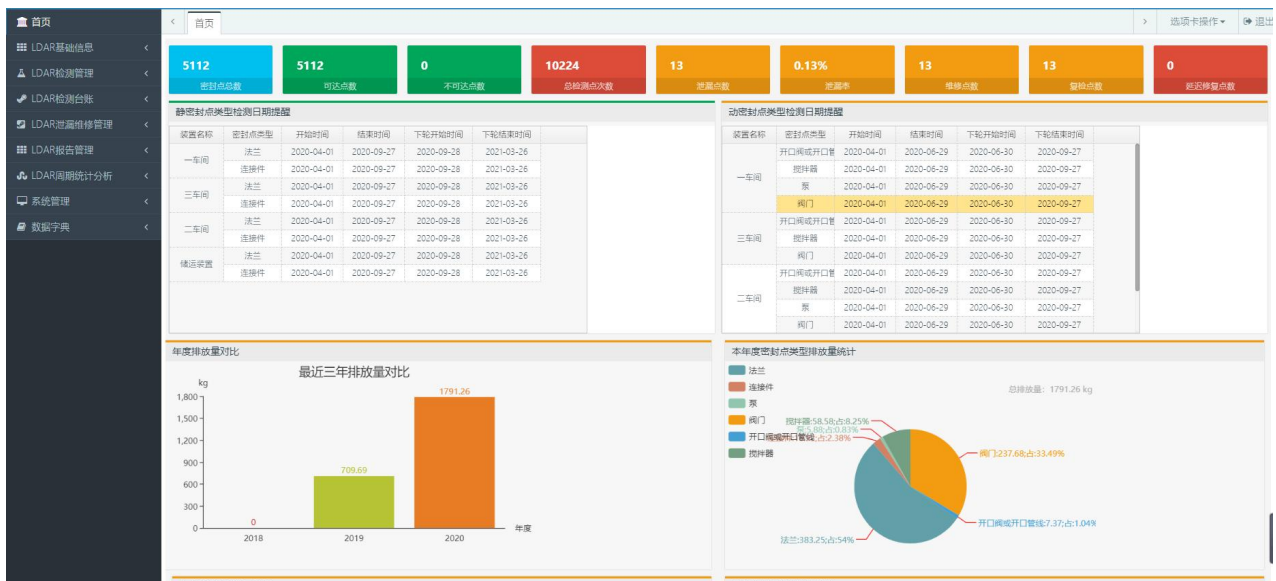 首页
LDAR基础信息
LDAR检测管理
LDAR检测台账
LDAR泄漏维修管理
LDAR报告管理
LDAR周期统计分析
系统管理
数据字典
首页 选项卡操作 退出
5112 5112 0 10224 13 0.13% 13 13 0
密封点总数 可达点数 不可达点数 总检测点次数 泄漏点数 泄漏率 维修点数 复检点数 延迟修复点数
静密封点类型检测日期提醒
装置名称 密封点类型 开始时间 结束时间 下轮开始时间 下轮结束时间
一车间 法兰 2020-04-01 2020-09-27 2020-09-28 2021-03-26
连接件 2020-04-01 2020-09-27 2020-09-28 2021-03-26
三车间 法兰 2020-04-01 2020-09-27 2020-09-28 2021-03-26
连接件 2020-04-01 2020-09-27 2020-09-28 2021-03-26
二车间 法兰 2020-04-01 2020-09-27 2020-09-28 2021-03-26
连接件 2020-04-01 2020-09-27 2020-09-28 2021-03-26
储运装置 法兰 2020-04-01 2020-09-27 2020-09-28 2021-03-26
连接件 2020-04-01 2020-09-27 2020-09-28 2021-03-26
动密封点类型检测日期提醒
装置名称 密封点类型 开始时间 结束时间 下轮开始时间 下轮结束时间
一车间 开口阀或开口管 2020-04-01 2020-06-29 2020-06-30 2020-09-27
搅拌器 2020-04-01 2020-06-29 2020-06-30 2020-09-27
泵 2020-04-01 2020-06-29 2020-06-30 2020-09-27
阀门 2020-04-01 2020-06-29 2020-06-30 2020-09-27
三车间 开口阀或开口管 2020-04-01 2020-06-29 2020-06-30 2020-09-27
搅拌器 2020-04-01 2020-06-29 2020-06-30 2020-09-27
阀门 2020-04-01 2020-06-29 2020-06-30 2020-09-27
二车间 开口阀或开口管 2020-04-01 2020-06-29 2020-06-30 2020-09-27
搅拌器 2020-04-01 2020-06-29 2020-06-30 2020-09-27
泵 2020-04-01 2020-06-29 2020-06-30 2020-09-27
阀门 2020-04-01 2020-06-29 2020-06-30 2020-09-27
年度排放量对比
最近三年排放量对比
kg
1,800
1,500
1,200
900
600
300
0
0
709.69
1791.26
2018 2019 2020
年度
本年度密封点类型排放量统计
法兰
连接件
泵
阀门
开口阀或开口管线
搅拌器
总排放量: 1791.26 kg
搅拌器:58.58;占:8.25%
泵:5.88;占:0.83%
占:2.38%
阀门:237.68;占:33.49%
开口阀或开口管线:7.37;占:1.04%
法兰:383.25;占:54%